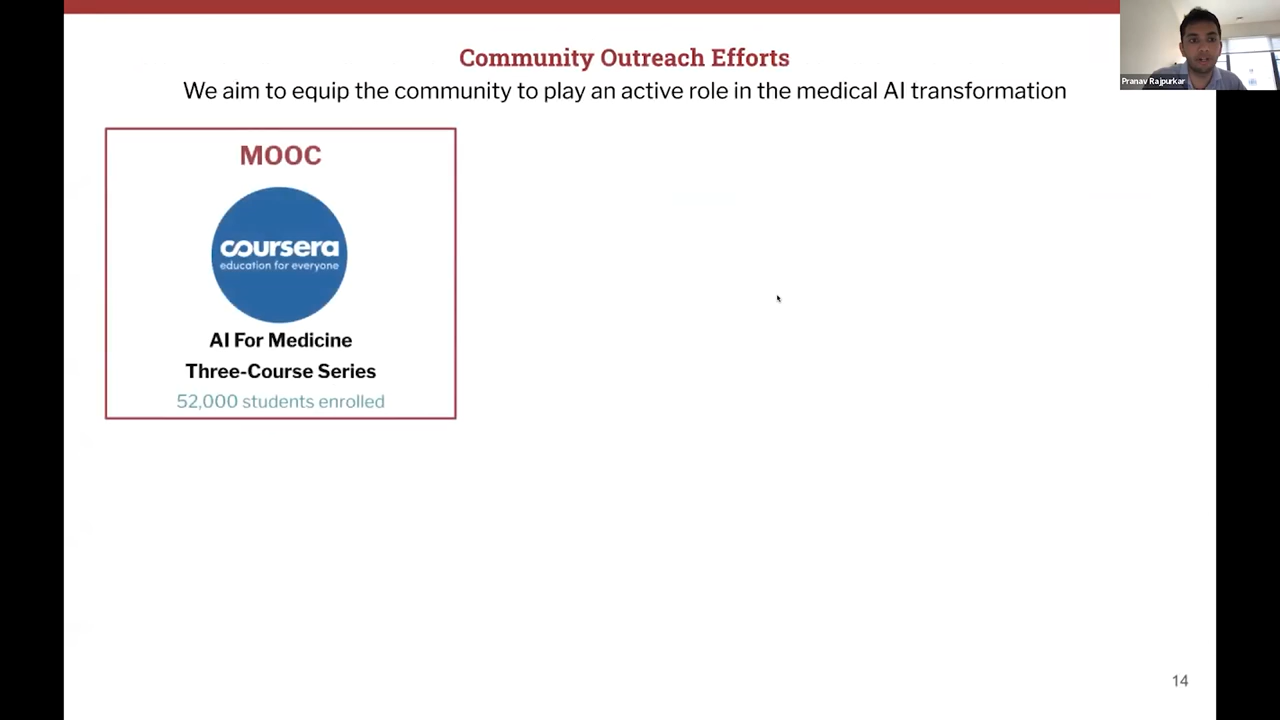 Community Outreach Efforts
We aim to equip the community to play an active role in the medical AI transformation
Pranav Rajpurkar
MOOC
coursera
education for everyone
AI For Medicine
Three-Course Series
52,000 students enrolled
14